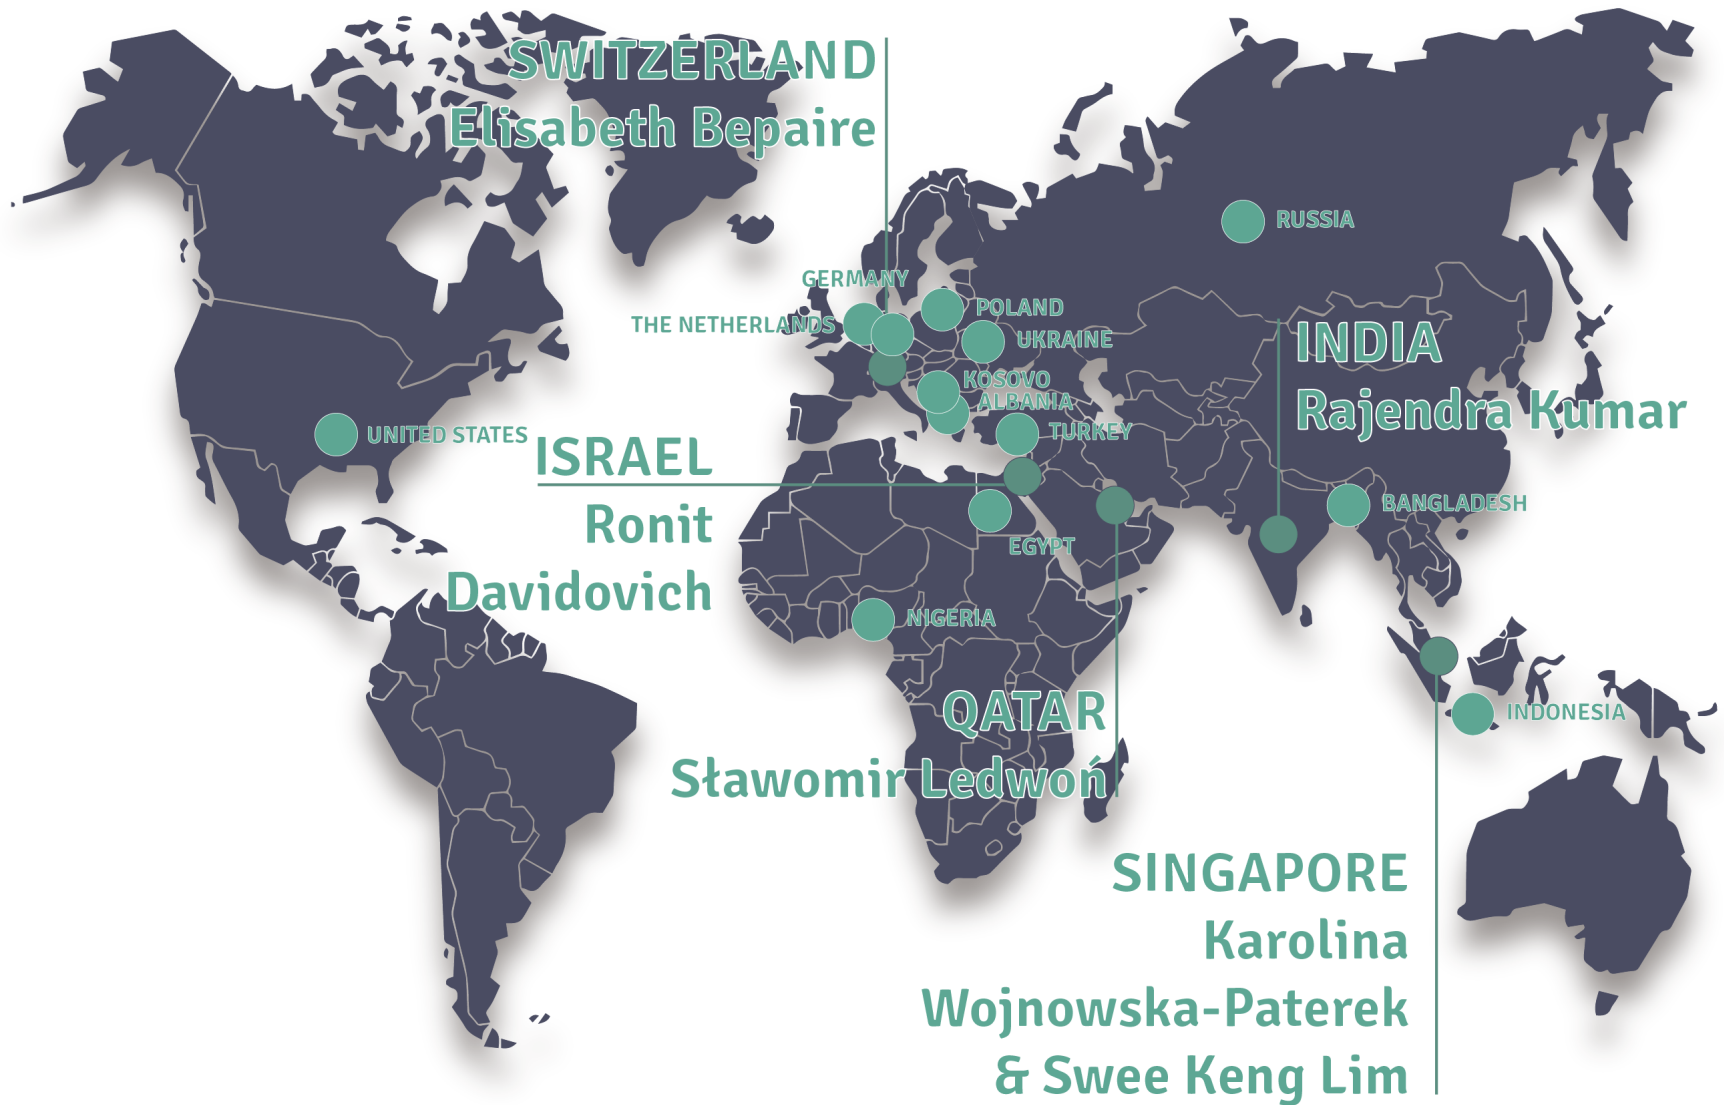 SWITZERLAND
Elisabeth Bepaire
RUSSIA
GERMANY
THE NETHERLANDS
POLAND
UKRAINE
KOSOVO
ALBANIA
TURKEY
INDIA
Rajendra Kumar
UNITED STATES
ISRAEL
Ronit
Davidovich
BANGLADESH
EGYPT
NIGERIA
QATAR
Sławomir Ledwoń
INDONESIA
SINGAPORE
Karolina
Wojnowska-Paterek
& Swee Keng Lim